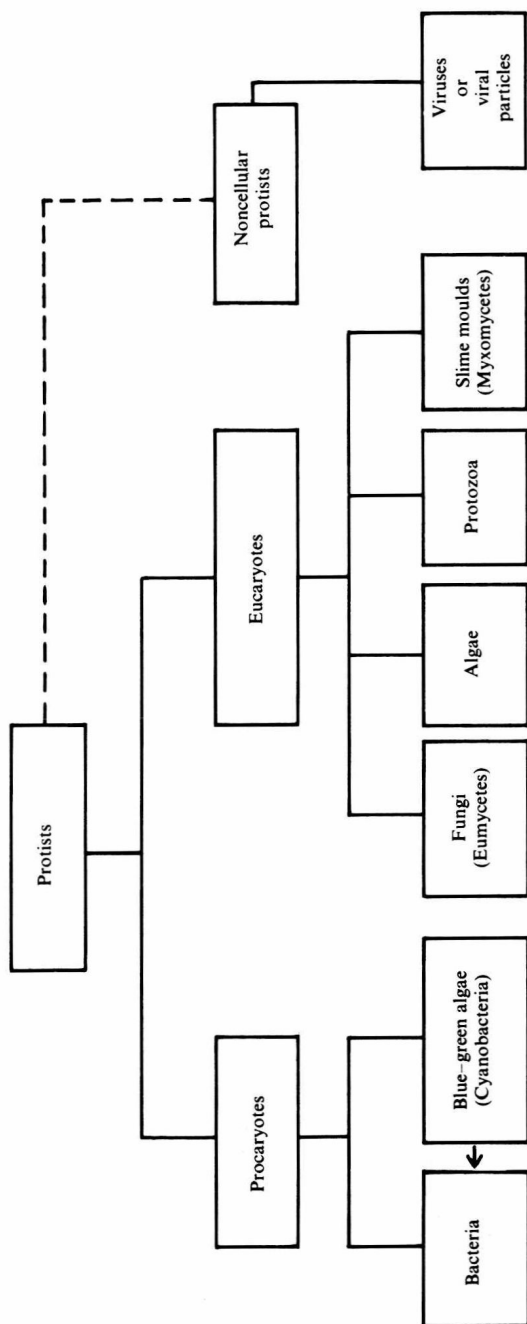 Protists
Procaryotes
Eucaryotes
Noncellular
protists
Bacteria
Blue–green algae
(Cyanobacteria)
Fungi
(Eumycetes)
Algae
Protozoa
Slime moulds
(Myxomycetes)
Viruses
or
viral
particles